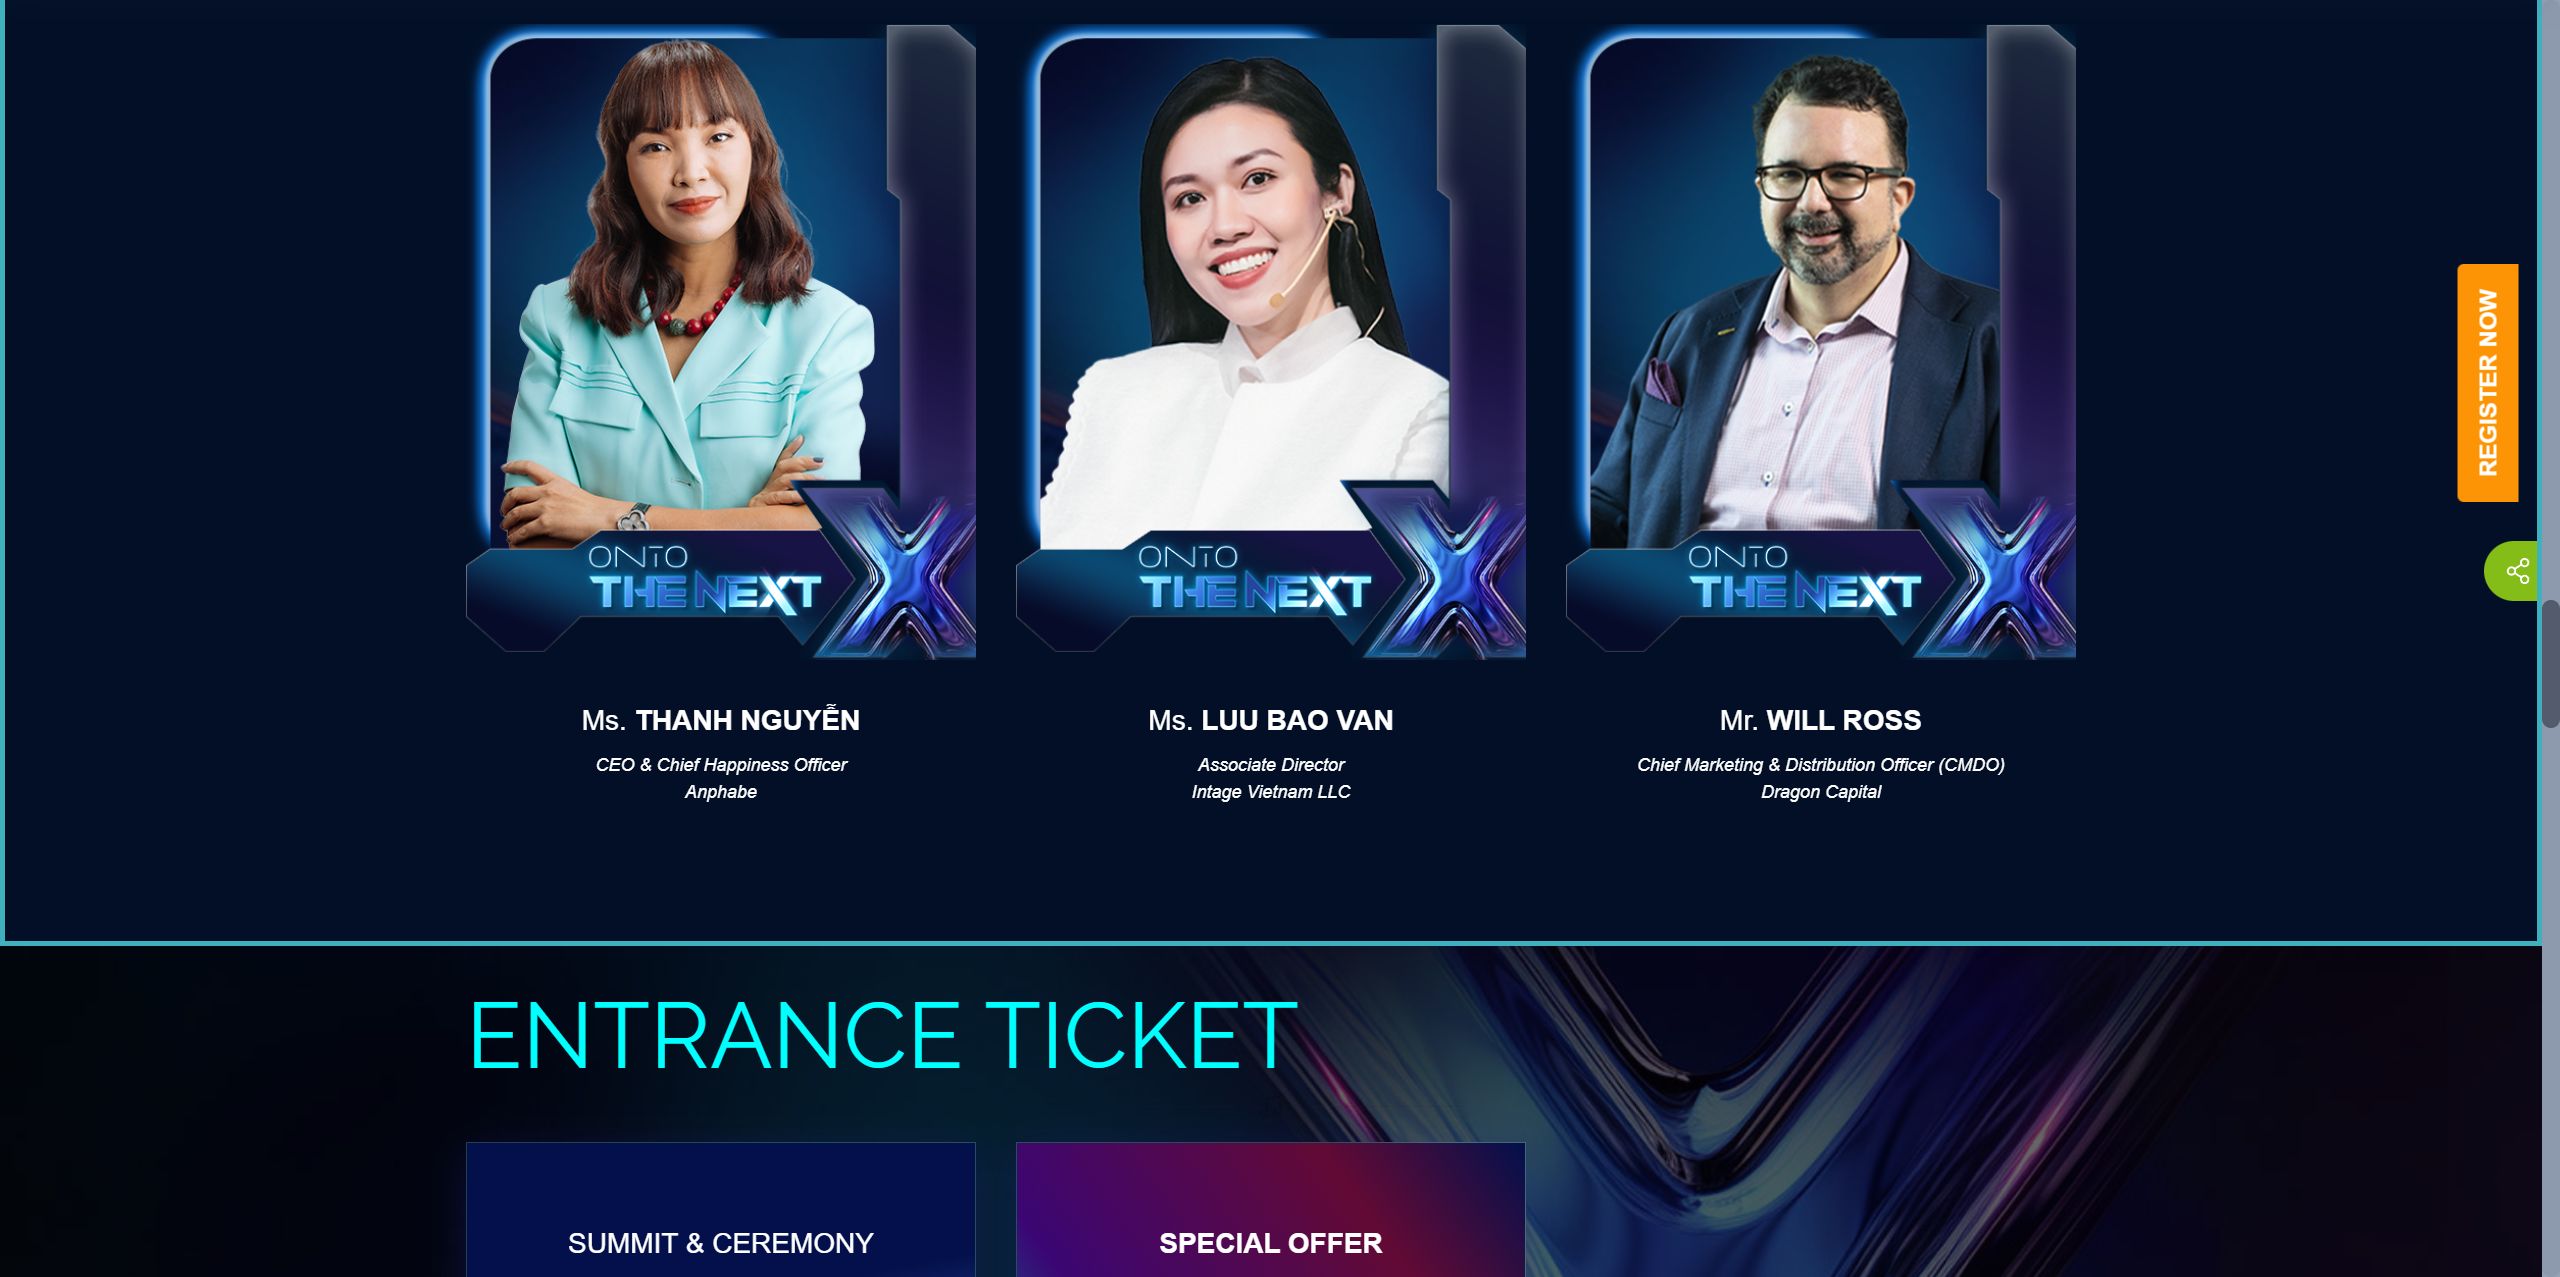 ONTO
THE NEXT
X
ONTO
THE NEXT
X
ONTO
THE NEXT
X
Ms. THANH NGUYỄN
CEO & Chief Happiness Officer
Anphabe
Ms. LUU BAO VAN
Associate Director
Intage Vietnam LLC
Mr. WILL ROSS
Chief Marketing & Distribution Officer (CMDO)
Dragon Capital
REGISTER NOW
ENTRANCE TICKET
SUMMIT & CEREMONY
SPECIAL OFFER